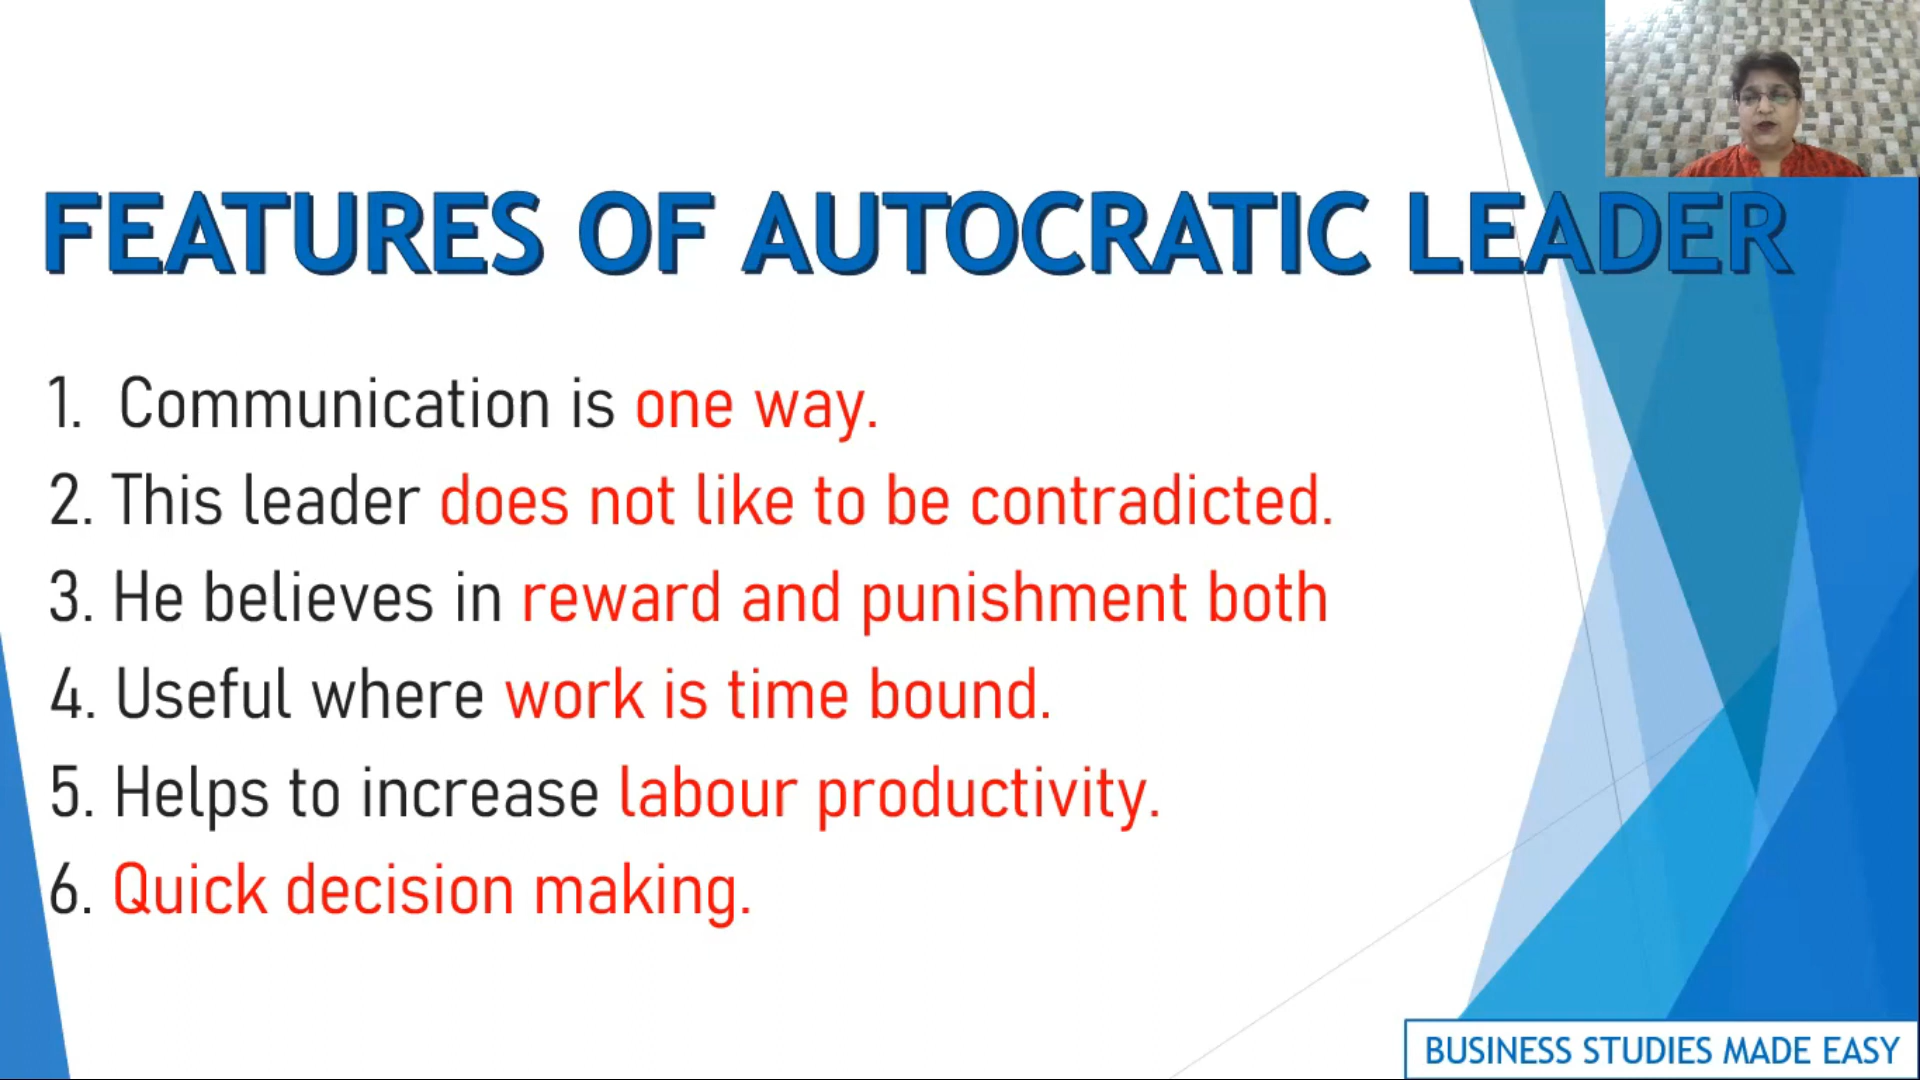 FEATURES OF AUTOCRATIC LEADER
1. Communication is one way.
2. This leader does not like to be contradicted.
3. He believes in reward and punishment both
4. Useful where work is time bound.
5. Helps to increase labour productivity.
6. Quick decision making.
BUSINESS STUDIES MADE EASY